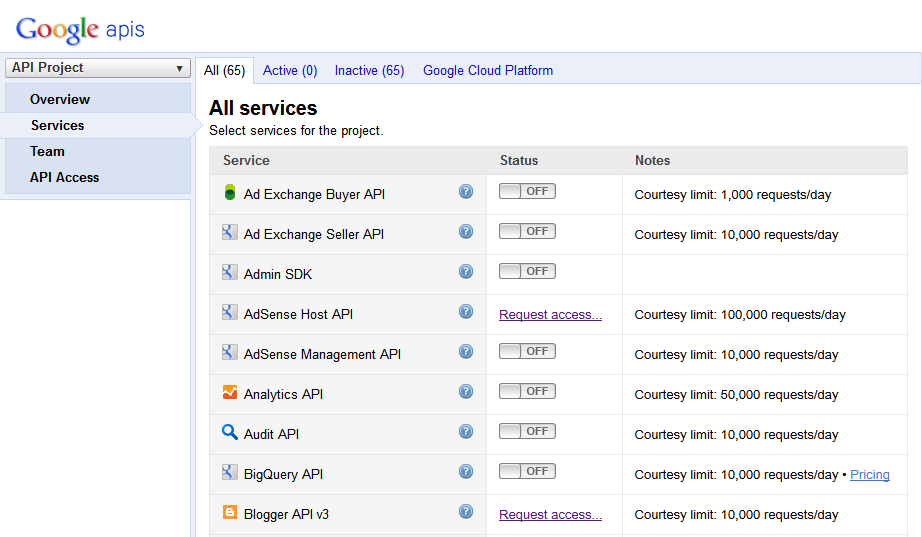 Google apis
API Project
All (65) Active (0) Inactive (65) Google Cloud Platform
Overview
Services
Team
API Access
All services
Select services for the project.
Service Status Notes
Ad Exchange Buyer API ? OFF Courtesy limit: 1,000 requests/day
Ad Exchange Seller API ? OFF Courtesy limit: 10,000 requests/day
Admin SDK ? OFF
AdSense Host API ? Request access... Courtesy limit: 100,000 requests/day
AdSense Management API ? OFF Courtesy limit: 10,000 requests/day
Analytics API ? OFF Courtesy limit: 50,000 requests/day
Audit API ? OFF Courtesy limit: 10,000 requests/day
BigQuery API ? OFF Courtesy limit: 10,000 requests/day • Pricing
Blogger API v3 ? Request access... Courtesy limit: 10,000 requests/day